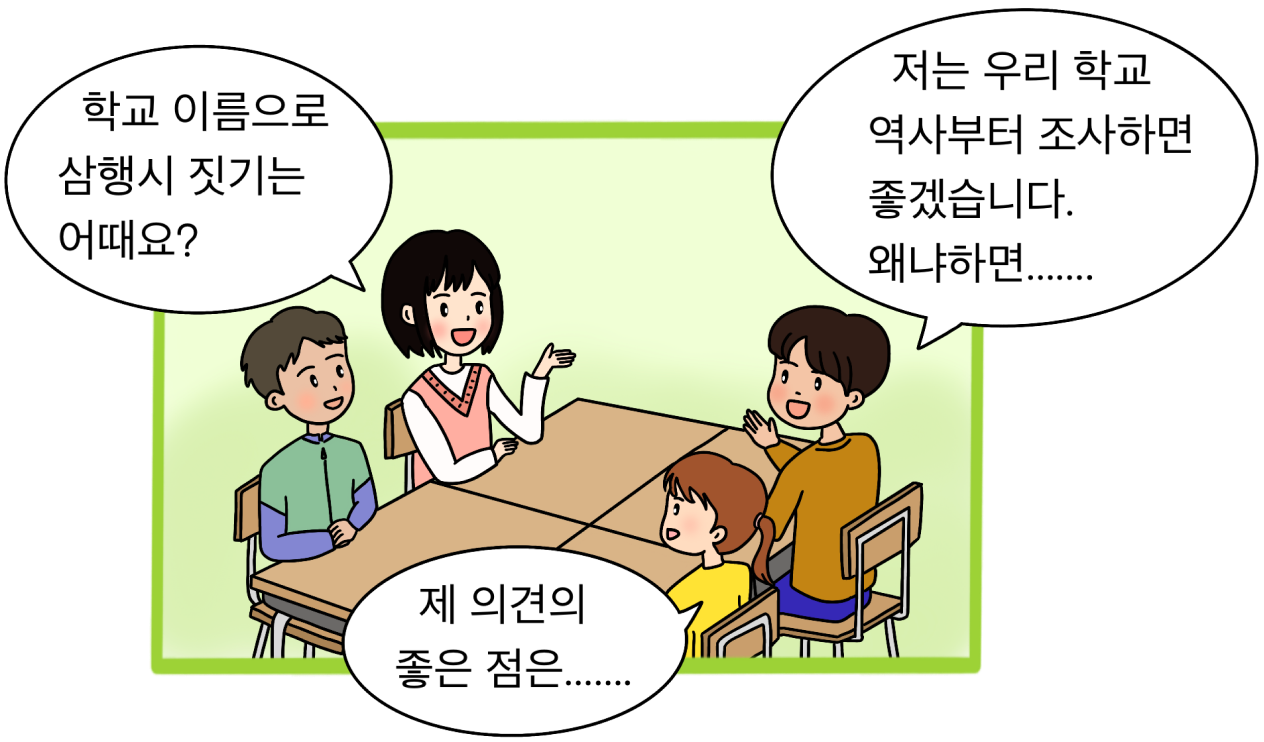 학교 이름으로
삼행시 짓기는
어때요?
저는 우리 학교
역사부터 조사하면
좋겠습니다.
왜냐하면.......
제 의견의
좋은 점은.......